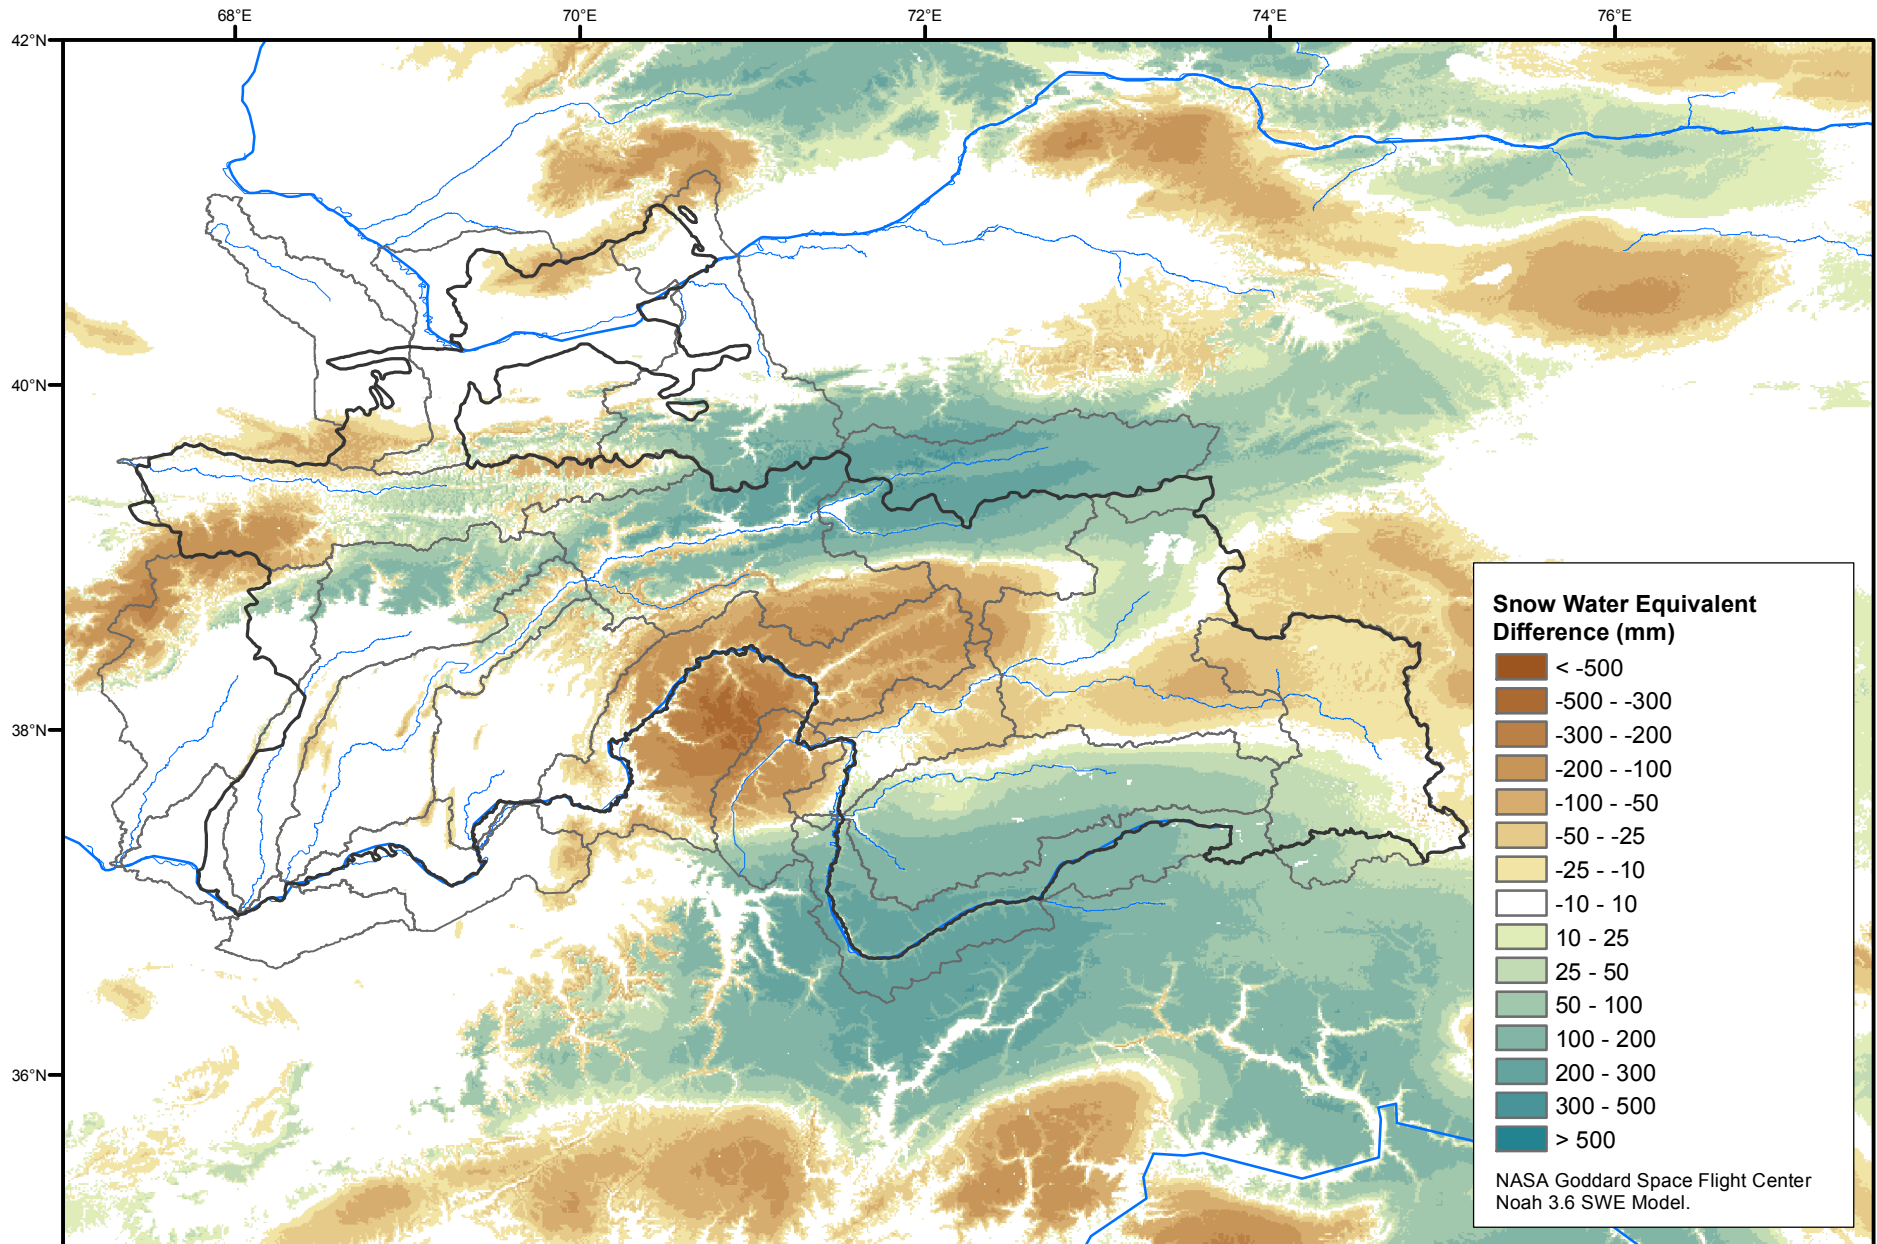 68°E 70°E 72°E 74°E 76°E
42°N
40°N
38°N
36°N
Snow Water Equivalent
Difference (mm)
< -500
-500 - -300
-300 - -200
-200 - -100
-100 - -50
-50 - -25
-25 - -10
-10 - 10
10 - 25
25 - 50
50 - 100
100 - 200
200 - 300
300 - 500
> 500
NASA Goddard Space Flight Center
Noah 3.6 SWE Model.